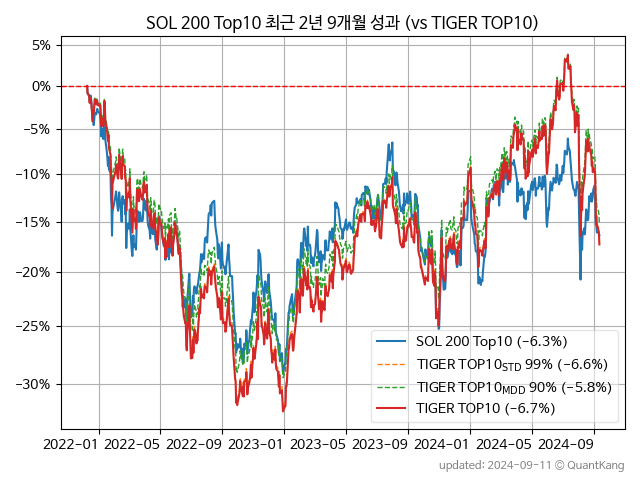 SOL 200 Top10 최근 2년 9개월 성과 (vs TIGER TOP10)
5%
0%
−5%
−10%
−15%
−20%
−25%
−30%
SOL 200 Top10 (−6.3%)
TIGER TOP10STD 99% (−6.6%)
TIGER TOP10MDD 90% (−5.8%)
TIGER TOP10 (−6.7%)
2022−01 2022−05 2022−09 2023−01 2023−05 2023−09 2024−01 2024−05 2024−09
updated: 2024-09-11 © QuantKang